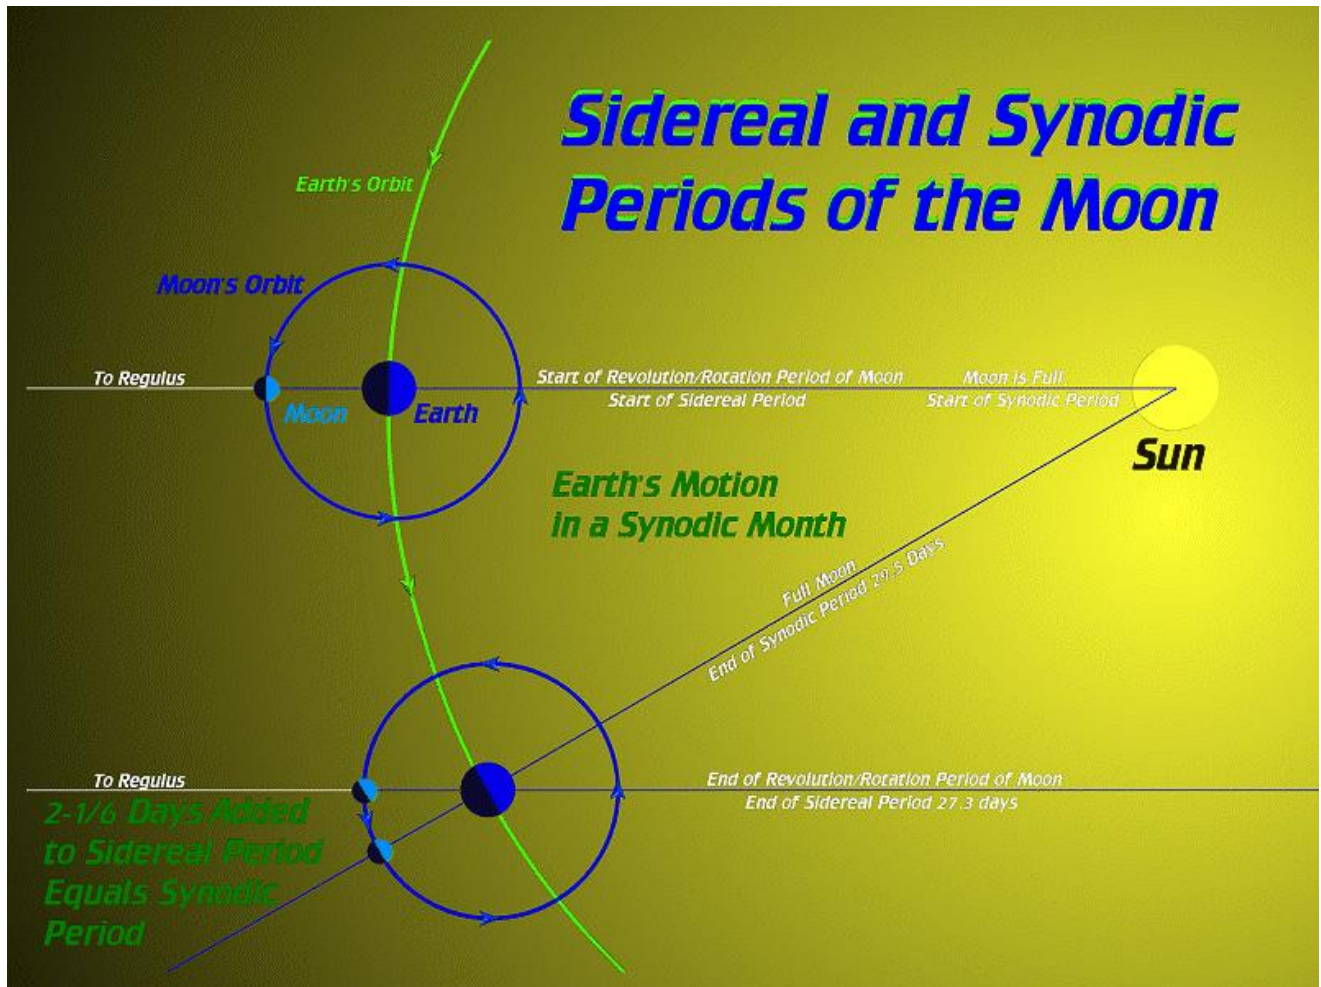 Sidereal and Synodic
Periods of the Moon
Earth's Orbit
Moon's Orbit
To Regulus
Moon
Earth
Start of Revolution/Rotation Period of Moon
Start of Sidereal Period
Moon is Full
Start of Synodic Period
Sun
Earth's Motion
in a Synodic Month
Full Moon
End of Synodic Period 29.5 Days
To Regulus
End of Revolution/Rotation Period of Moon
End of Sidereal Period 27.3 days
2-1/6 Days Added
to Sidereal Period
Equals Synodic
Period